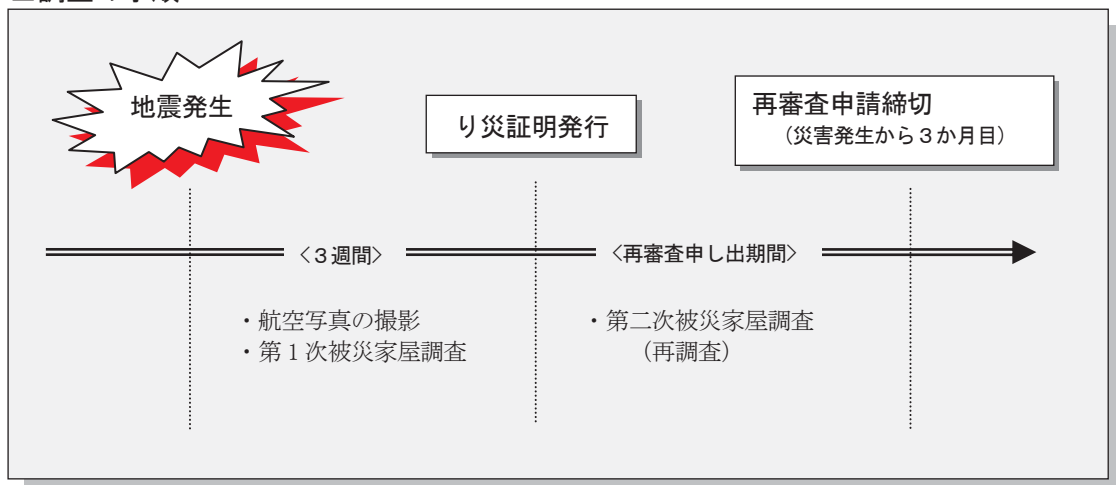 地震発生
り災証明発行
再審査申請締切
（災害発生から３か月目）
〈３週間〉
〈再審査申し出期間〉
・航空写真の撮影
・第１次被災家屋調査
・第二次被災家屋調査
（再調査）